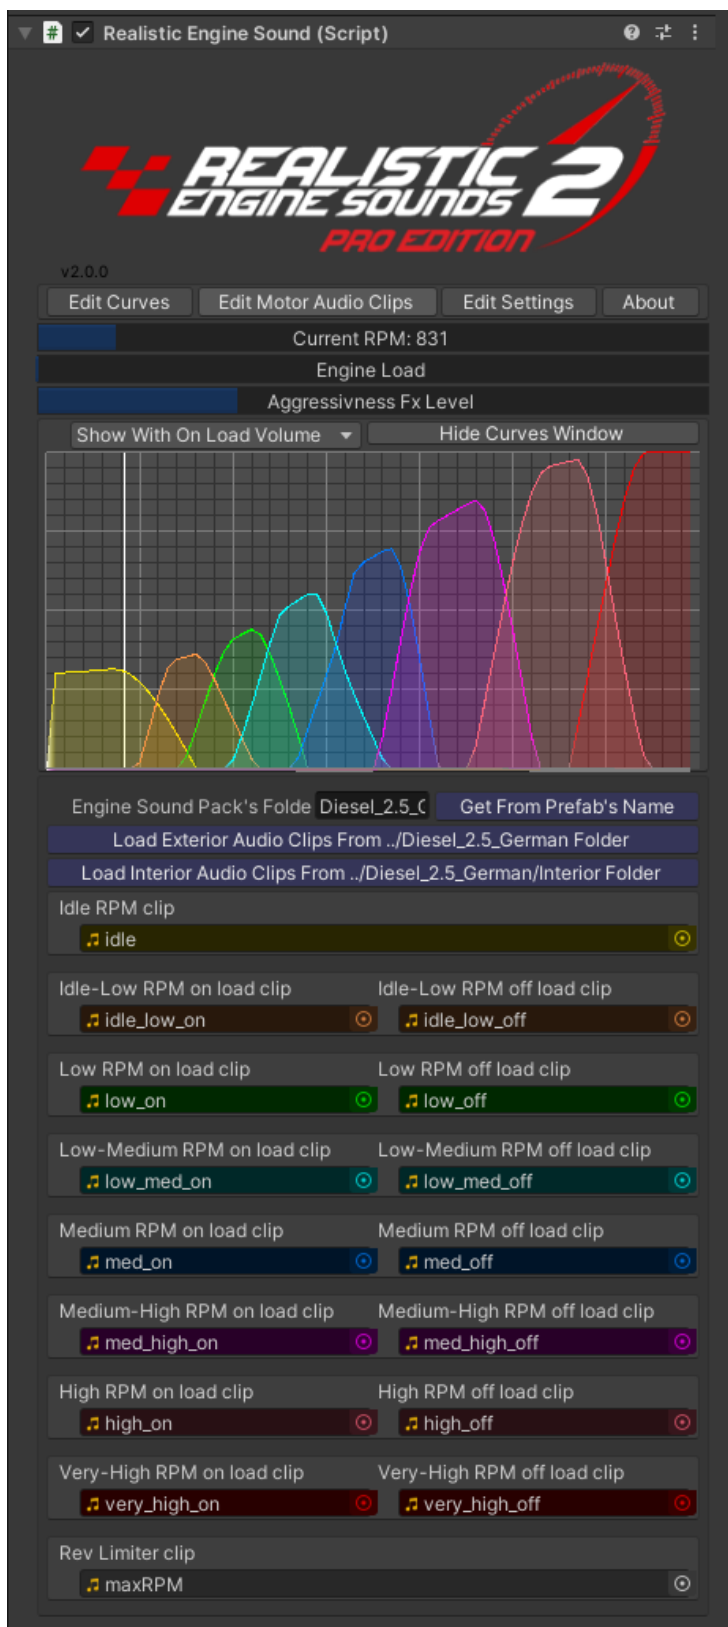 Realistic Engine Sound (Script)
REALISTIC
ENGINE SOUNDS 2
PRO EDITION
v2.0.0
Edit Curves Edit Motor Audio Clips Edit Settings About
Current RPM: 831
Engine Load
Aggressivness Fx Level
Show With On Load Volume Hide Curves Window
Engine Sound Pack's Folde Diesel_2.5_G Get From Prefab's Name
Load Exterior Audio Clips From ../Diesel_2.5_German Folder
Load Interior Audio Clips From ../Diesel_2.5_German/Interior Folder
Idle RPM clip
idle
Idle-Low RPM on load clip Idle-Low RPM off load clip
idle_low_on idle_low_off
Low RPM on load clip Low RPM off load clip
low_on low_off
Low-Medium RPM on load clip Low-Medium RPM off load clip
low_med_on low_med_off
Medium RPM on load clip Medium RPM off load clip
med_on med_off
Medium-High RPM on load clip Medium-High RPM off load clip
med_high_on med_high_off
High RPM on load clip High RPM off load clip
high_on high_off
Very-High RPM on load clip Very-High RPM off load clip
very_high_on very_high_off
Rev Limiter clip
maxRPM